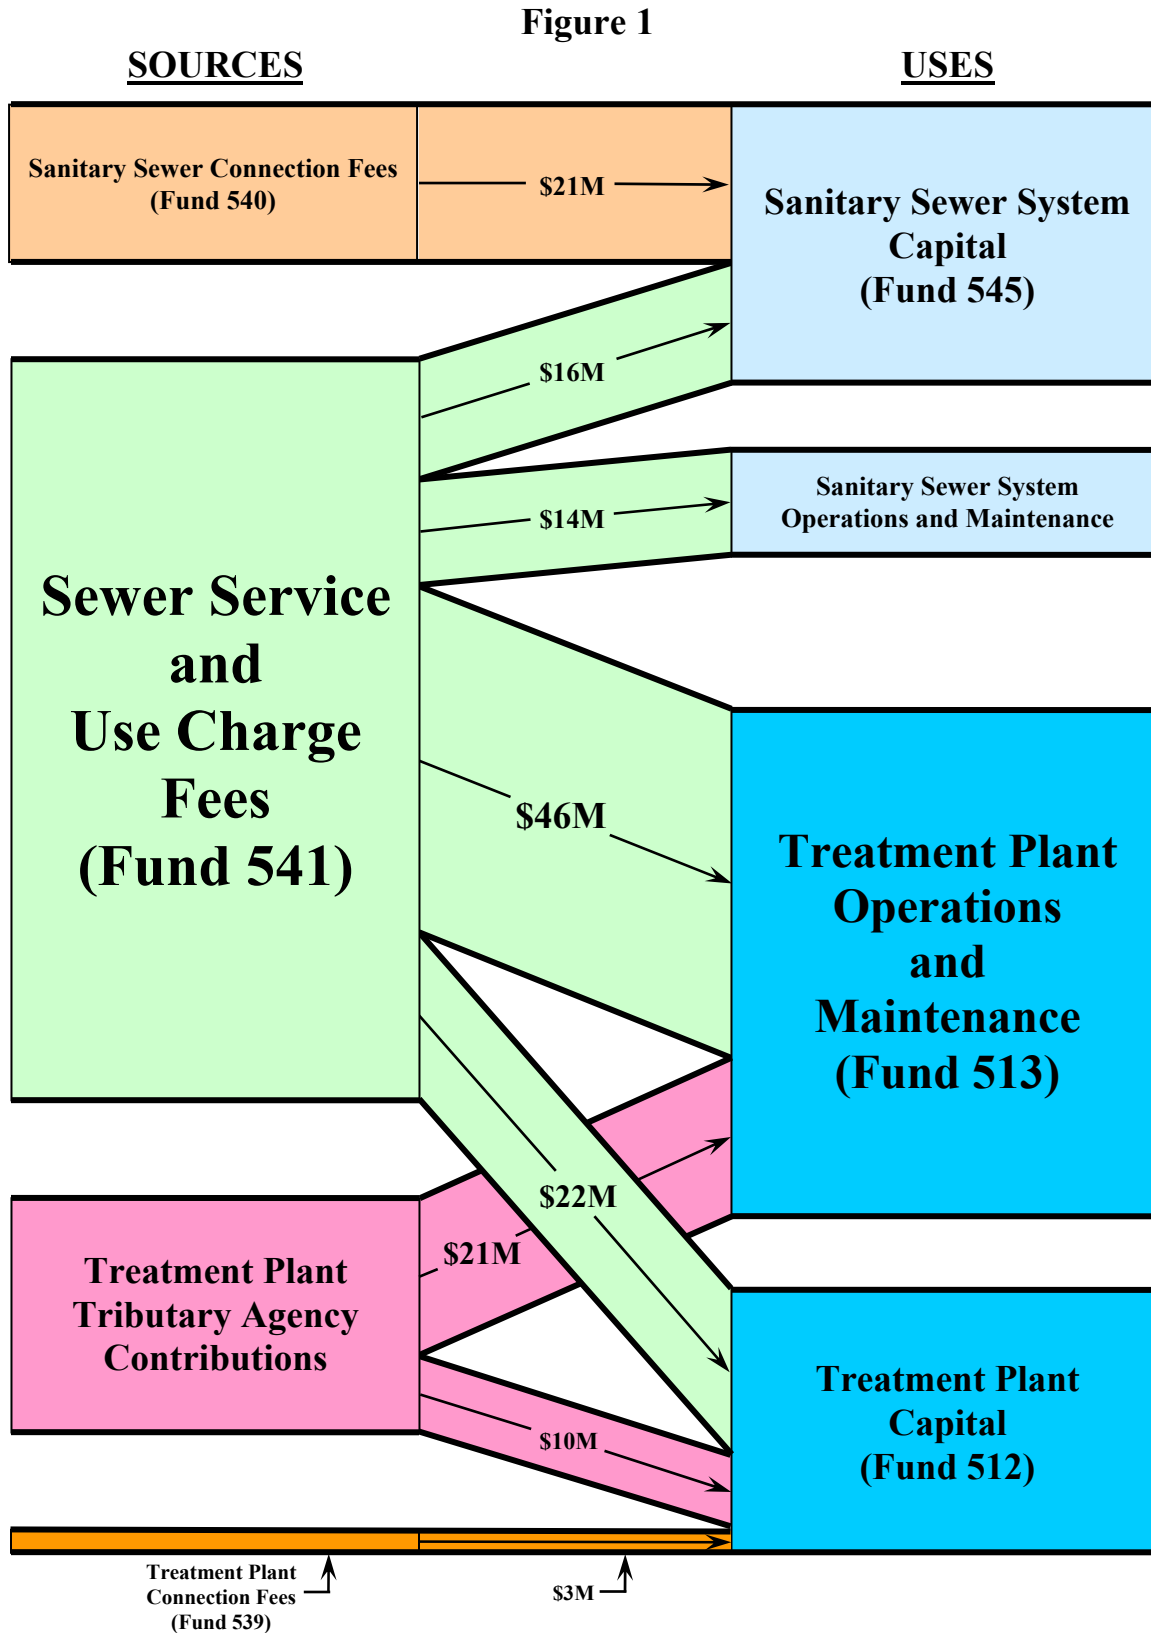 Figure 1
SOURCES
USES
Sanitary Sewer Connection Fees
(Fund 540)
$21M
Sanitary Sewer System
Capital
(Fund 545)
$16M
$14M
Sanitary Sewer System
Operations and Maintenance
Sewer Service
and
Use Charge
Fees
(Fund 541)
$46M
Treatment Plant
Operations
and
Maintenance
(Fund 513)
$22M
$21M
Treatment Plant
Tributary Agency
Contributions
$10M
Treatment Plant
Capital
(Fund 512)
Treatment Plant
Connection Fees
(Fund 539)
$3M